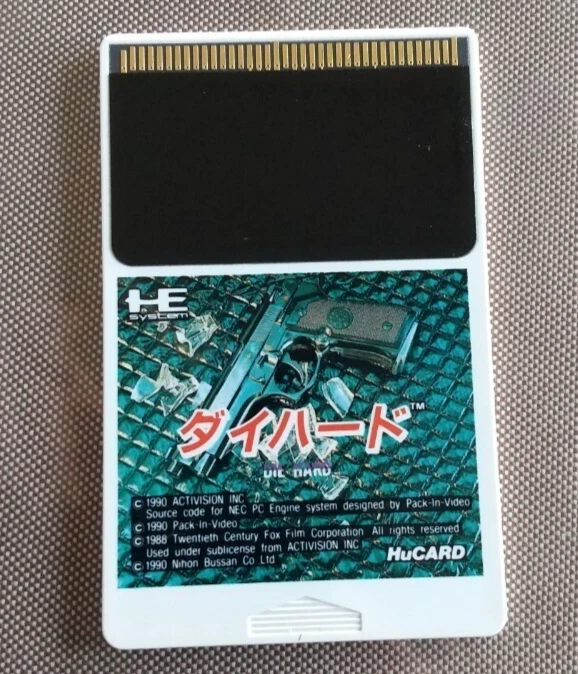 HE
system
ダイハード™
DIE HARD
© 1990 ACTIVISION INC
Source code for NEC PC Engine system designed by Pack-In-Video
© 1990 Pack-In-Video
© 1988 Twentieth Century Fox Film Corporation All rights reserved
Used under sublicense from ACTIVISION INC
© 1990 Nihon Bussan Co Ltd
HuCARD